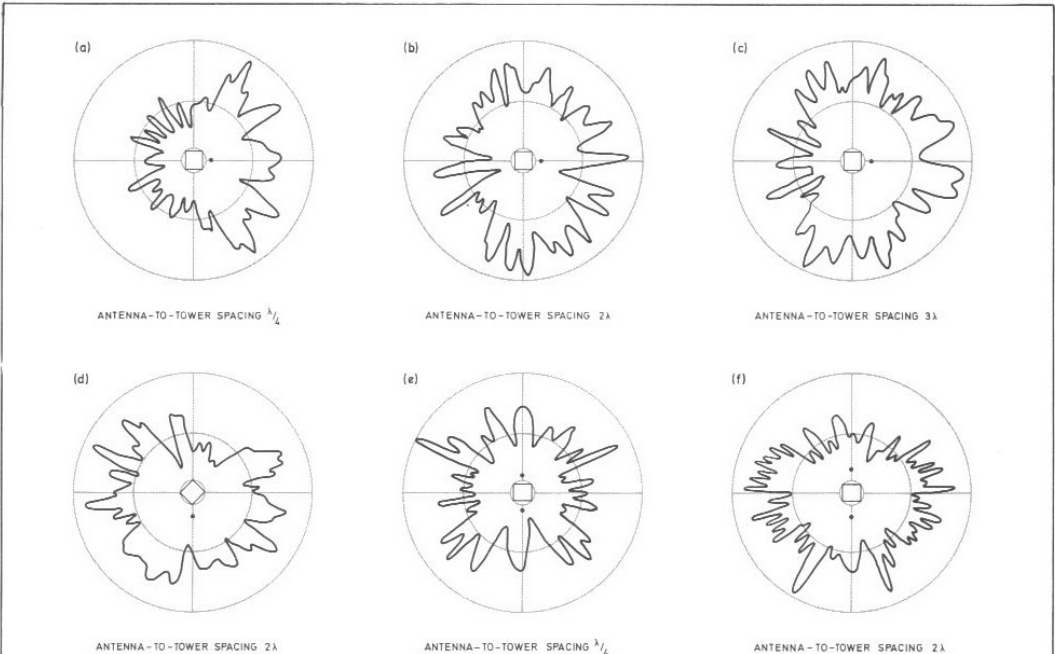 (a)
(b)
(c)
ANTENNA-TO-TOWER SPACING λ/4
ANTENNA-TO-TOWER SPACING 2λ
ANTENNA-TO-TOWER SPACING 3λ
(d)
(e)
(f)
ANTENNA-TO-TOWER SPACING 2λ
ANTENNA-TO-TOWER SPACING λ/4
ANTENNA-TO-TOWER SPACING 2λ